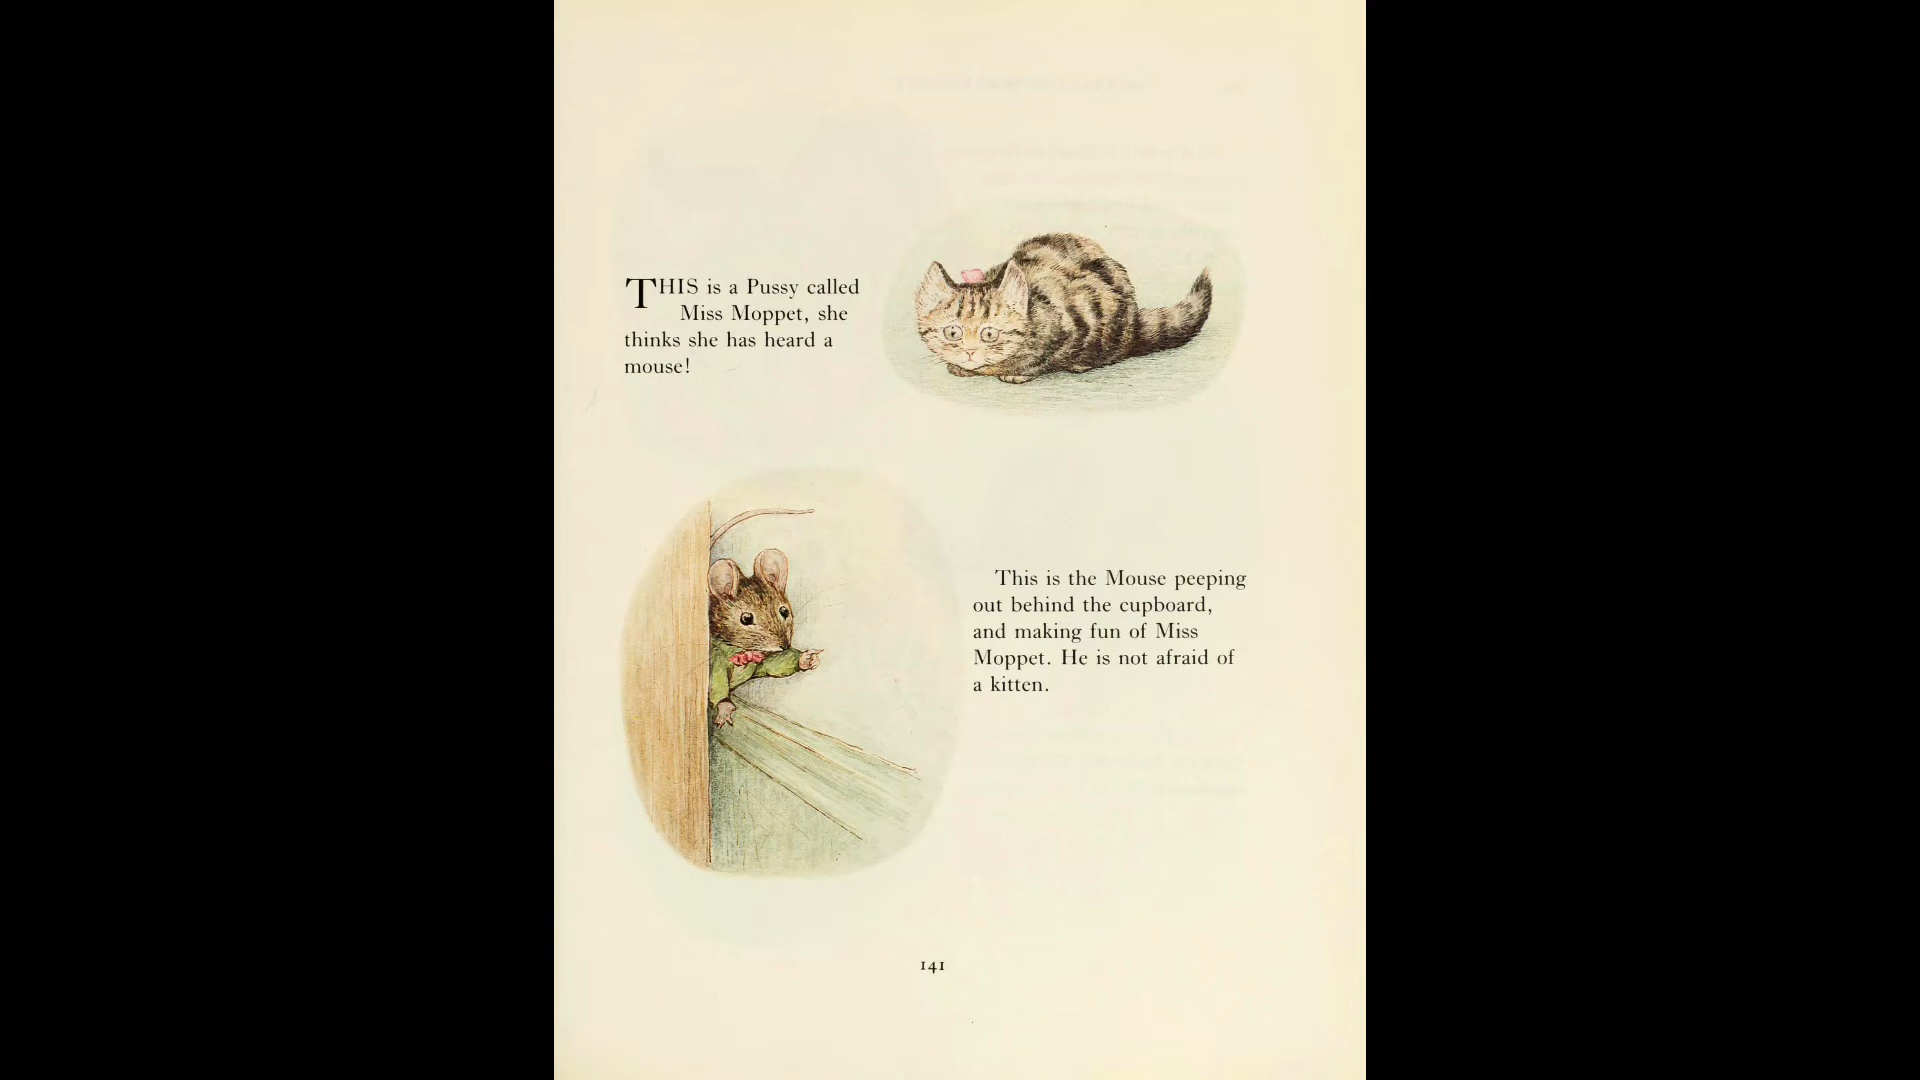 THIS is a Pussy called
Miss Moppet, she
thinks she has heard a
mouse!
This is the Mouse peeping
out behind the cupboard,
and making fun of Miss
Moppet. He is not afraid of
a kitten.
141